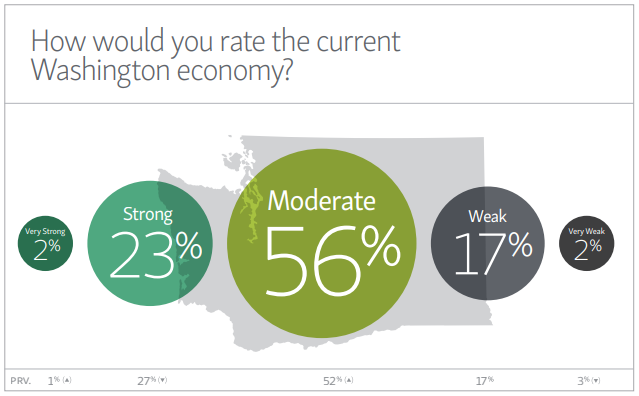 How would you rate the current
Washington economy?
Very Strong
2%
Strong
23%
Moderate
56%
Weak
17%
Very Weak
2%
PRV. 1% (▲) 27% (▼) 52% (▲) 17% 3% (▼)